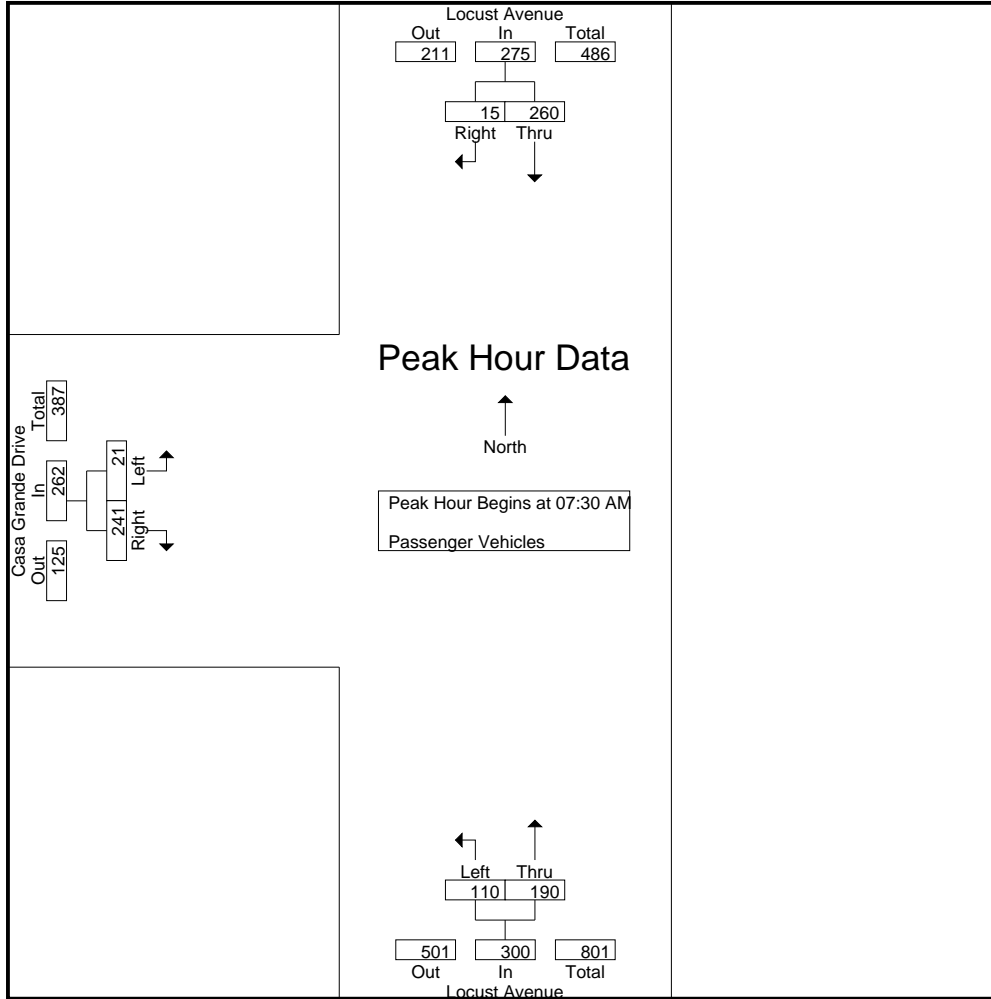 Locust Avenue
Out In Total
211 275 486
15 260
Right Thru
Peak Hour Data
North
Peak Hour Begins at 07:30 AM
Passenger Vehicles
Casa Grande Drive
Out In Total
125 262 387
241 21
Right Left
Left Thru
110 190
501 300 801
Out In Total
Locust Avenue